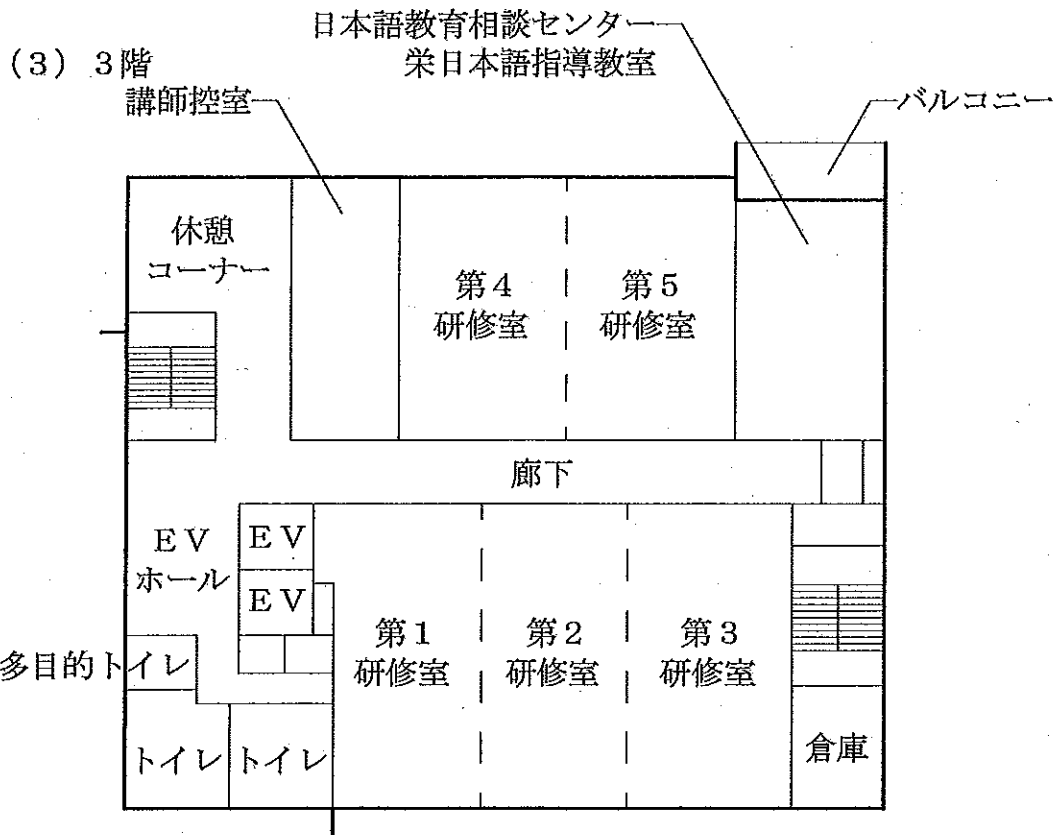 日本語教育相談センター
(3) 3階
栄日本語指導教室
講師控室
バルコニー
休憩
コーナー
第4
研修室
第5
研修室
廊下
EV
ホール
EV
EV
第1
研修室
第2
研修室
第3
研修室
多目的トイレ
トイレ
トイレ
倉庫